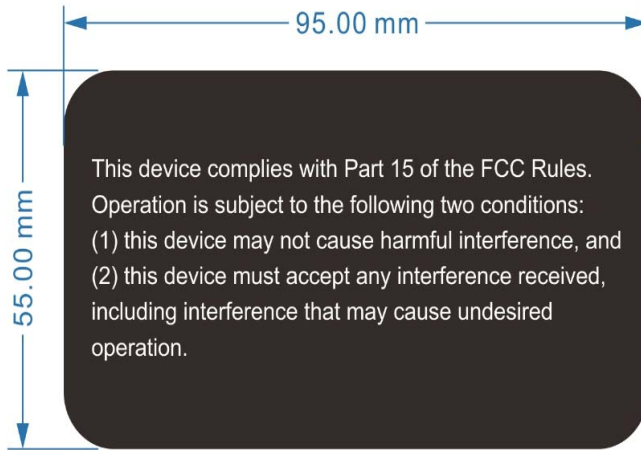 95.00 mm
55.00 mm
This device complies with Part 15 of the FCC Rules.
Operation is subject to the following two conditions:
(1) this device may not cause harmful interference, and
(2) this device must accept any interference received,
including interference that may cause undesired
operation.